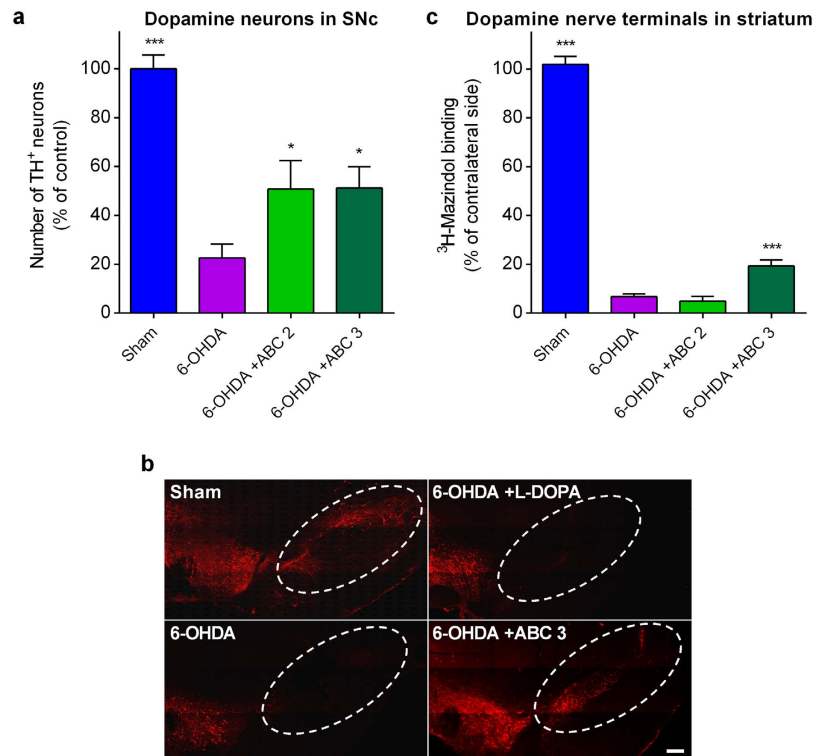 a
Dopamine neurons in SNc
Number of TH⁺ neurons
(% of control)
100
80
60
40
20
0
***
*
*
Sham
6-OHDA
6-OHDA +ABC 2
6-OHDA +ABC 3
c
Dopamine nerve terminals in striatum
³H-Mazindol binding
(% of contralateral side)
100
80
60
40
20
0
***
***
Sham
6-OHDA
6-OHDA +ABC 2
6-OHDA +ABC 3
b
Sham
6-OHDA +L-DOPA
6-OHDA
6-OHDA +ABC 3